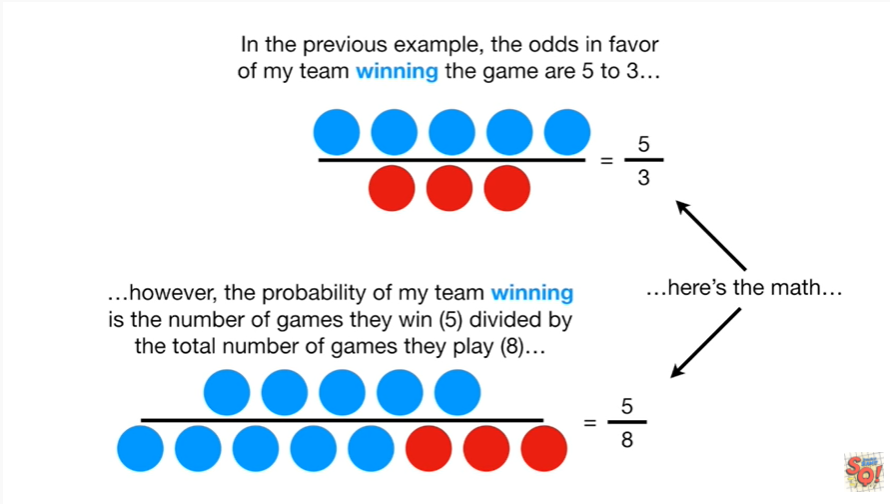 In the previous example, the odds in favor
of my team winning the game are 5 to 3…
= 5
3
…here’s the math…
…however, the probability of my team winning
is the number of games they win (5) divided by
the total number of games they play (8)…
= 5
8
SQ!